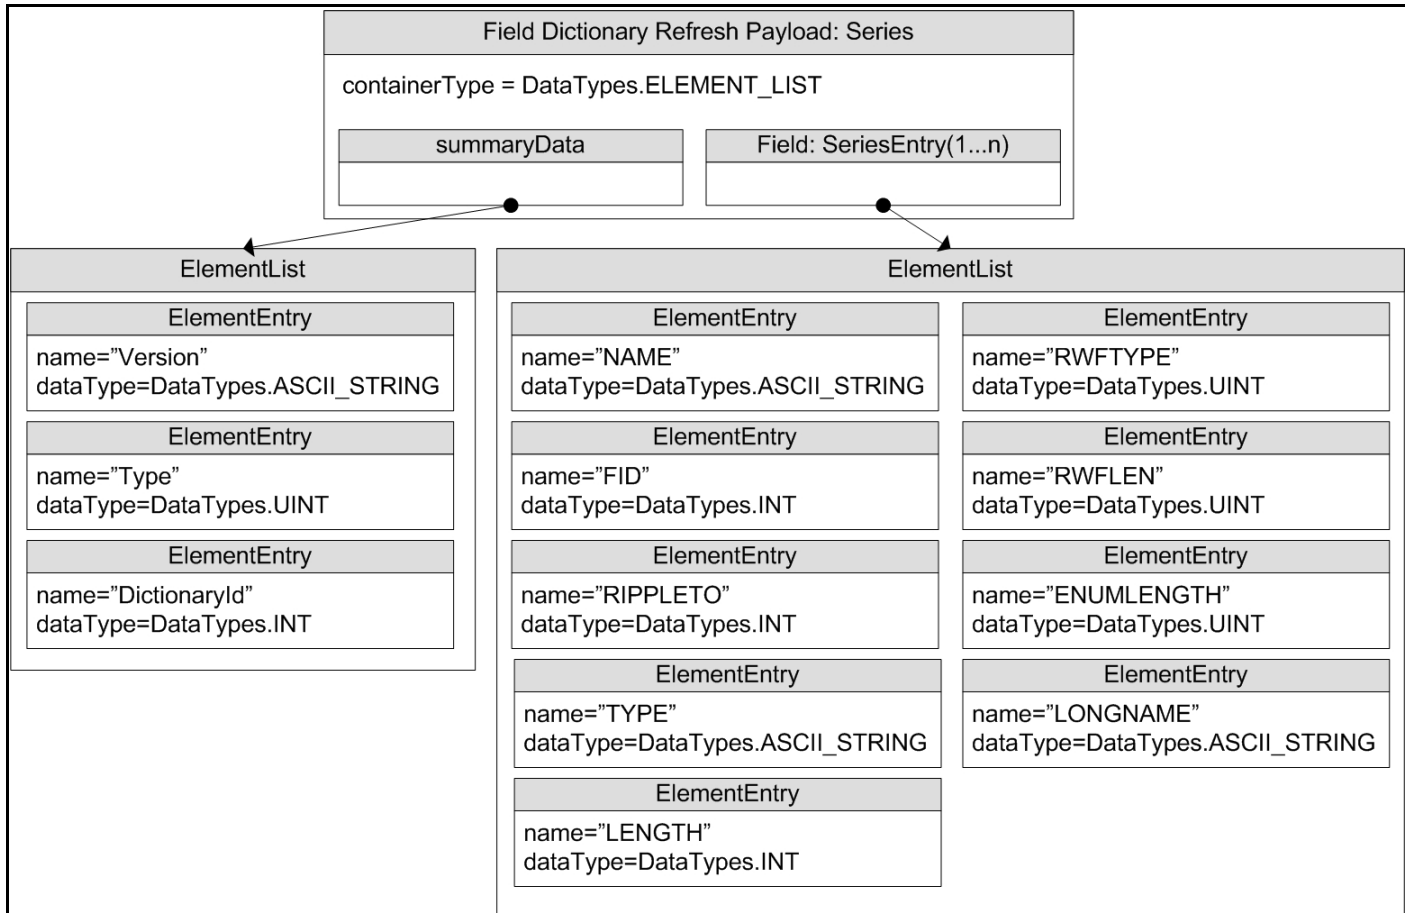 Field Dictionary Refresh Payload: Series
containerType = DataTypes.ELEMENT_LIST
summaryData
Field: SeriesEntry(1...n)
ElementList
ElementEntry
name=”Version”
dataType=DataTypes.ASCII_STRING
ElementEntry
name=”Type”
dataType=DataTypes.UINT
ElementEntry
name=”DictionaryId”
dataType=DataTypes.INT
ElementList
ElementEntry
name=”NAME”
dataType=DataTypes.ASCII_STRING
ElementEntry
name=”FID”
dataType=DataTypes.INT
ElementEntry
name=”RIPPLETO”
dataType=DataTypes.INT
ElementEntry
name=”TYPE”
dataType=DataTypes.ASCII_STRING
ElementEntry
name=”LENGTH”
dataType=DataTypes.INT
ElementEntry
name=”RWFTYPE”
dataType=DataTypes.UINT
ElementEntry
name=”RWFLEN”
dataType=DataTypes.UINT
ElementEntry
name=”ENUMLENGTH”
dataType=DataTypes.UINT
ElementEntry
name=”LONGNAME”
dataType=DataTypes.ASCII_STRING